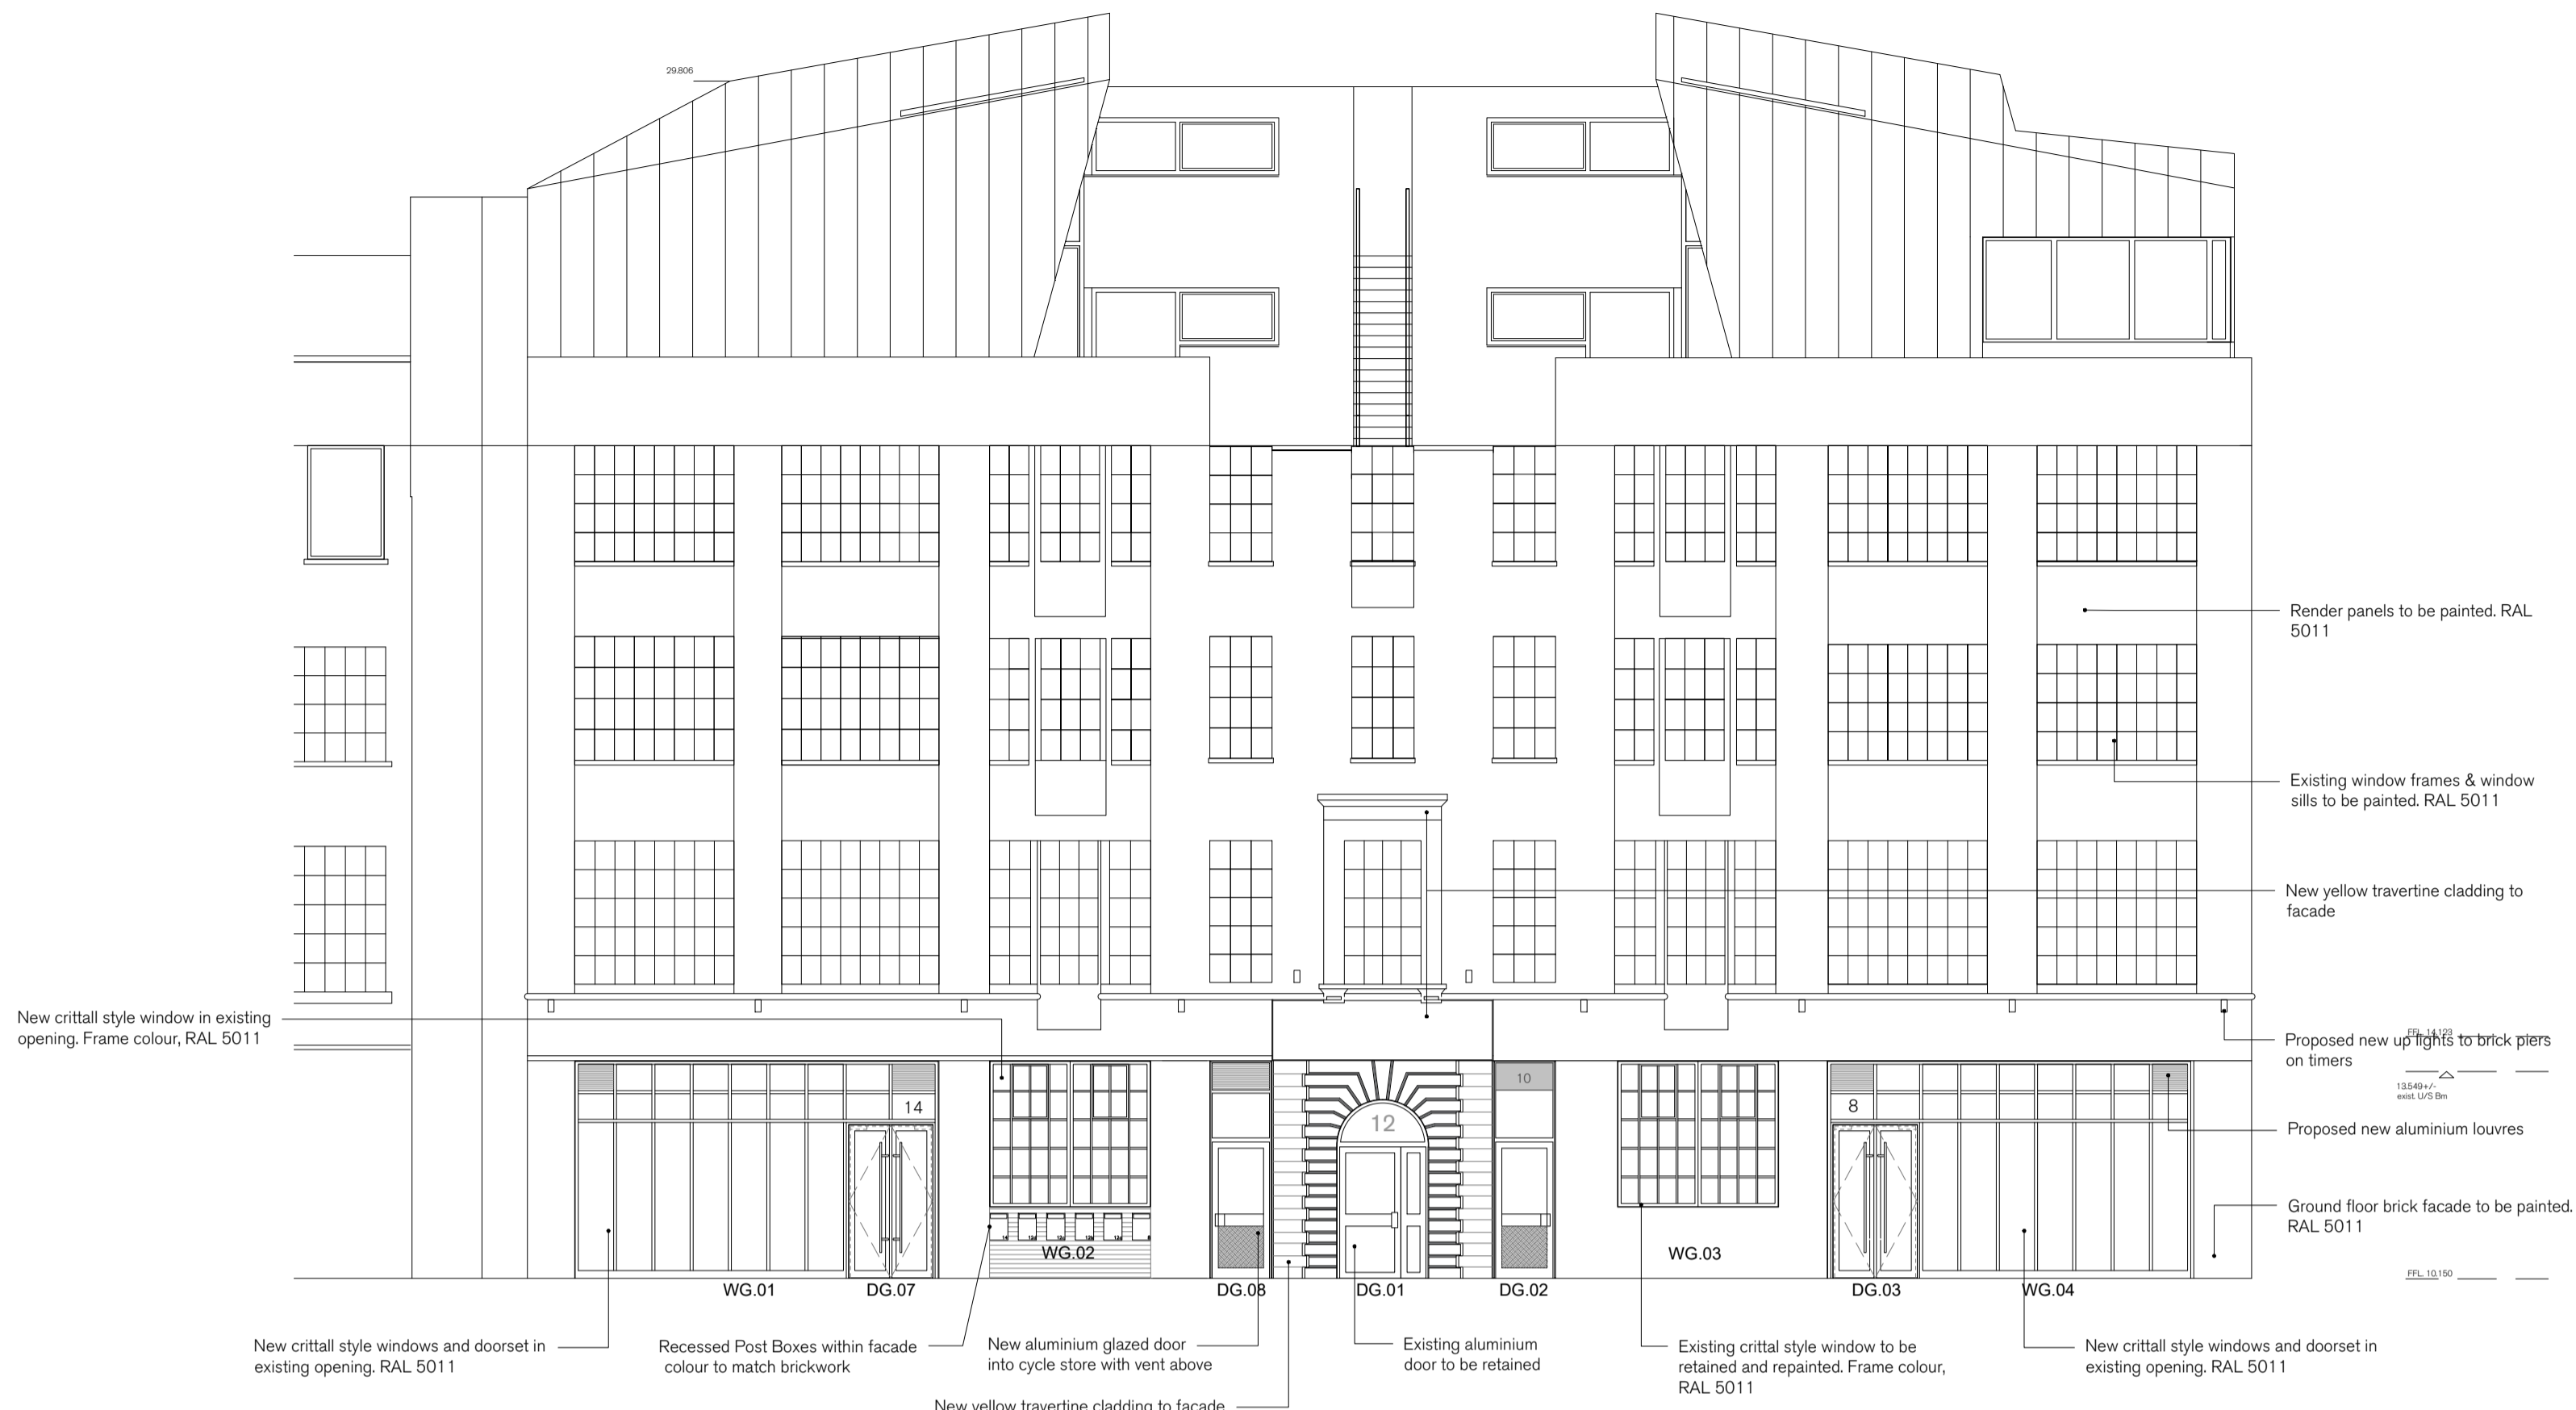 29.806
Render panels to be painted. RAL
5011
Existing window frames & window
sills to be painted. RAL 5011
New yellow travertine cladding to
facade
New crittall style window in existing
opening. Frame colour, RAL 5011
FFL. 14.123
Proposed new up lights to brick piers
on timers
13.549+/-
exist. U/S Bm
14
12
10
8
Proposed new aluminium louvres
Ground floor brick facade to be painted.
RAL 5011
WG.02
WG.03
FFL. 10.150
WG.01
DG.07
DG.08
DG.01
DG.02
DG.03
WG.04
New crittall style windows and doorset in
existing opening. RAL 5011
Recessed Post Boxes within facade
colour to match brickwork
New aluminium glazed door
into cycle store with vent above
Existing aluminium
door to be retained
Existing crittal style window to be
retained and repainted. Frame colour,
RAL 5011
New crittall style windows and doorset in
existing opening. RAL 5011
New yellow travertine cladding to facade